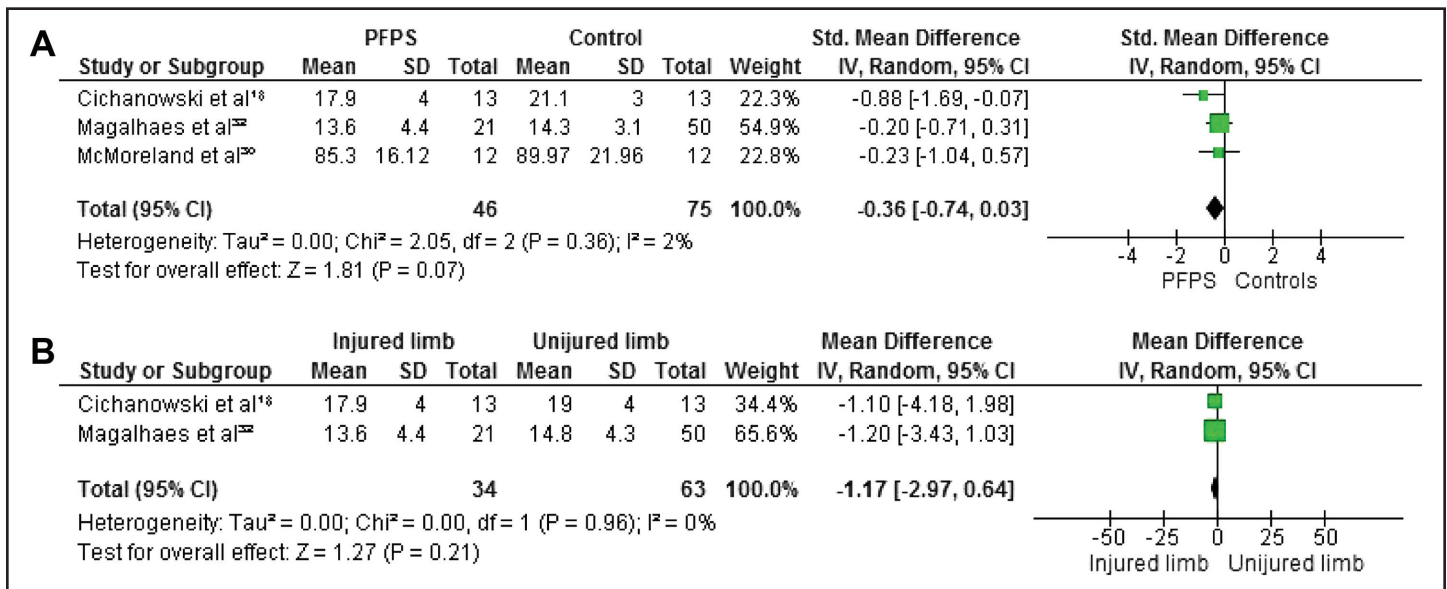 A
PFPS Control Std. Mean Difference Std. Mean Difference
Study or Subgroup Mean SD Total Mean SD Total Weight IV, Random, 95% CI IV, Random, 95% CI
Cichanowski et al¹⁸ 17.9 4 13 21.1 3 13 22.3% -0.88 [-1.69, -0.07]
Magalhaes et al³² 13.6 4.4 21 14.3 3.1 50 54.9% -0.20 [-0.71, 0.31]
McMoreland et al³⁰ 85.3 16.12 12 89.97 21.96 12 22.8% -0.23 [-1.04, 0.57]
Total (95% CI) 46 75 100.0% -0.36 [-0.74, 0.03]
Heterogeneity: Tau² = 0.00; Chi² = 2.05, df = 2 (P = 0.36); I² = 2%
Test for overall effect: Z = 1.81 (P = 0.07)
-4 -2 0 2 4
PFPS Controls
B
Injured limb Unijured limb Mean Difference Mean Difference
Study or Subgroup Mean SD Total Mean SD Total Weight IV, Random, 95% CI IV, Random, 95% CI
Cichanowski et al¹⁸ 17.9 4 13 19 4 13 34.4% -1.10 [-4.18, 1.98]
Magalhaes et al³² 13.6 4.4 21 14.8 4.3 50 65.6% -1.20 [-3.43, 1.03]
Total (95% CI) 34 63 100.0% -1.17 [-2.97, 0.64]
Heterogeneity: Tau² = 0.00; Chi² = 0.00, df = 1 (P = 0.96); I² = 0%
Test for overall effect: Z = 1.27 (P = 0.21)
-50 -25 0 25 50
Injured limb Unijured limb